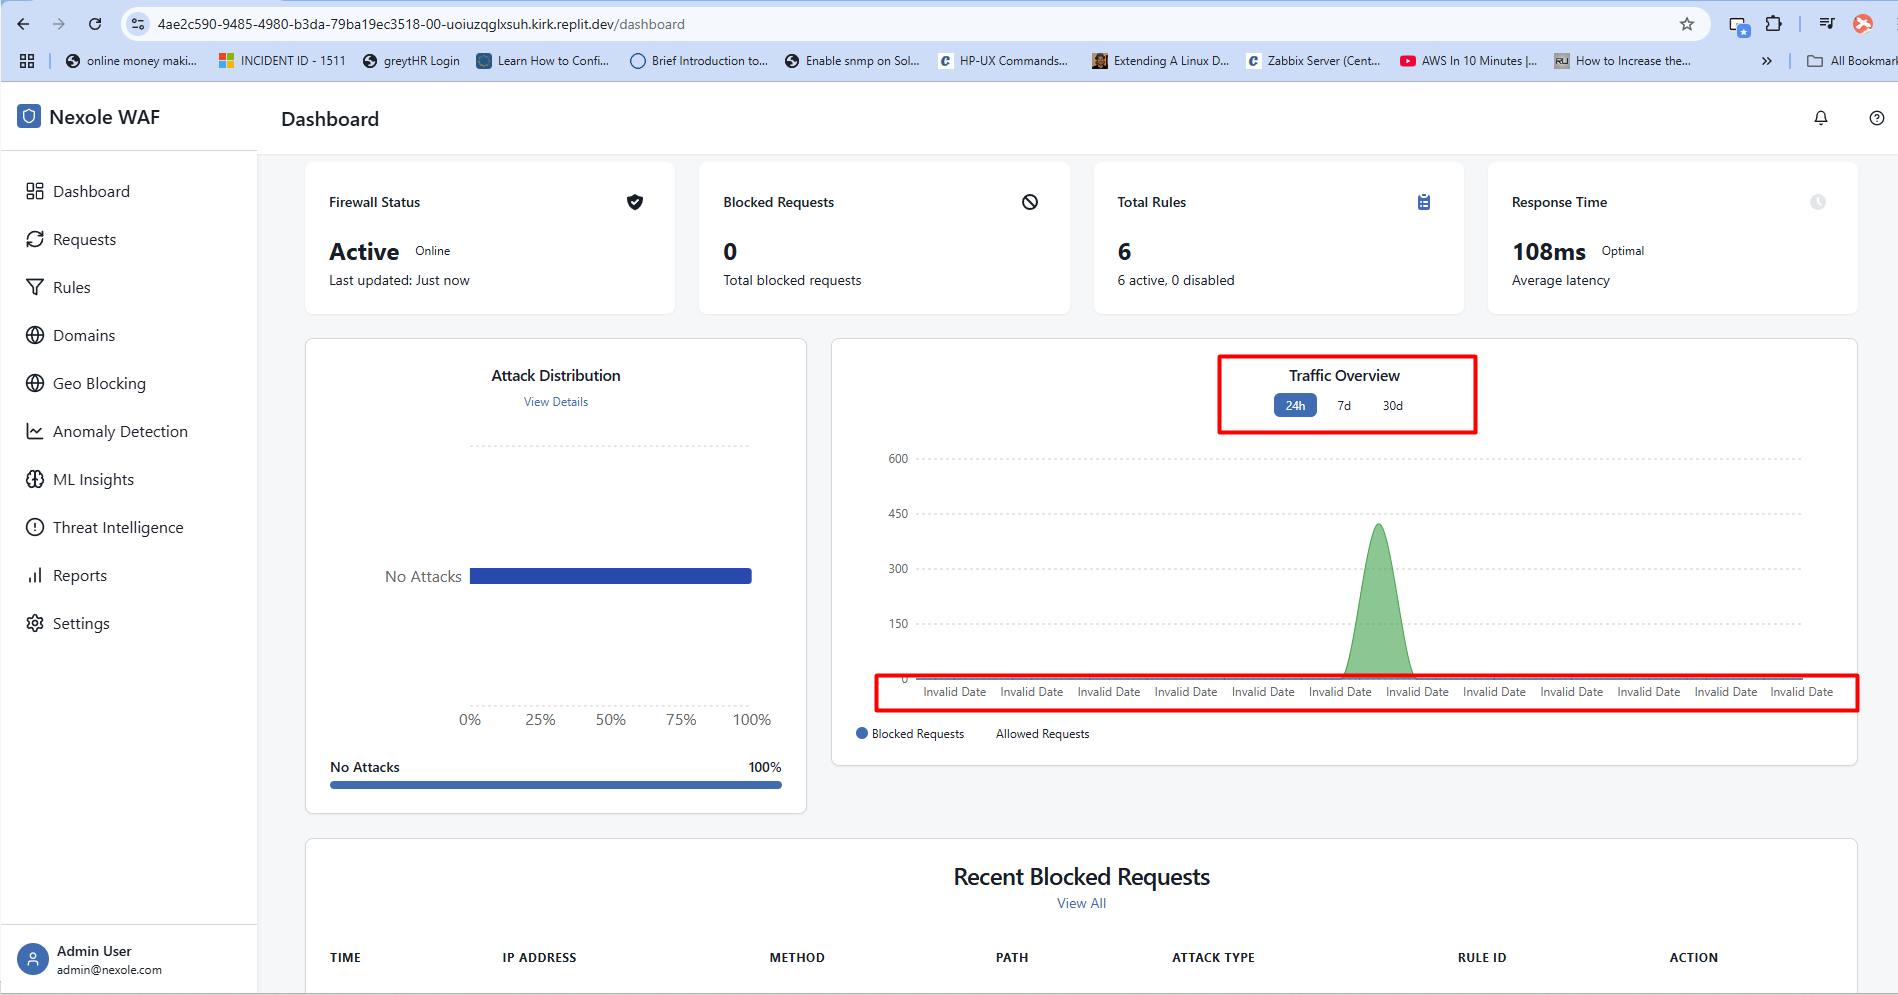 4ae2c590-9485-4980-b3da-79ba19ec3518-00-uoiuzqglxsuh.kirk.replit.dev/dashboard
online money maki... INCIDENT ID - 1511 greytHR Login Learn How to Confi... Brief Introduction to... Enable snmp on Sol... HP-UX Commands... Extending A Linux D... Zabbix Server (Cent... AWS In 10 Minutes |... RU How to Increase the... » All Bookmar
Nexole WAF
Dashboard
Dashboard
Requests
Rules
Domains
Geo Blocking
Anomaly Detection
ML Insights
Threat Intelligence
Reports
Settings
Admin User
admin@nexole.com
Firewall Status
Active Online
Last updated: Just now
Blocked Requests
0
Total blocked requests
Total Rules
6
6 active, 0 disabled
Response Time
108ms Optimal
Average latency
Attack Distribution
View Details
No Attacks
0% 25% 50% 75% 100%
No Attacks 100%
Traffic Overview
24h 7d 30d
600
450
300
150
0
Invalid Date Invalid Date Invalid Date Invalid Date Invalid Date Invalid Date Invalid Date Invalid Date Invalid Date Invalid Date Invalid Date Invalid Date
Blocked Requests Allowed Requests
Recent Blocked Requests
View All
TIME IP ADDRESS METHOD PATH ATTACK TYPE RULE ID ACTION